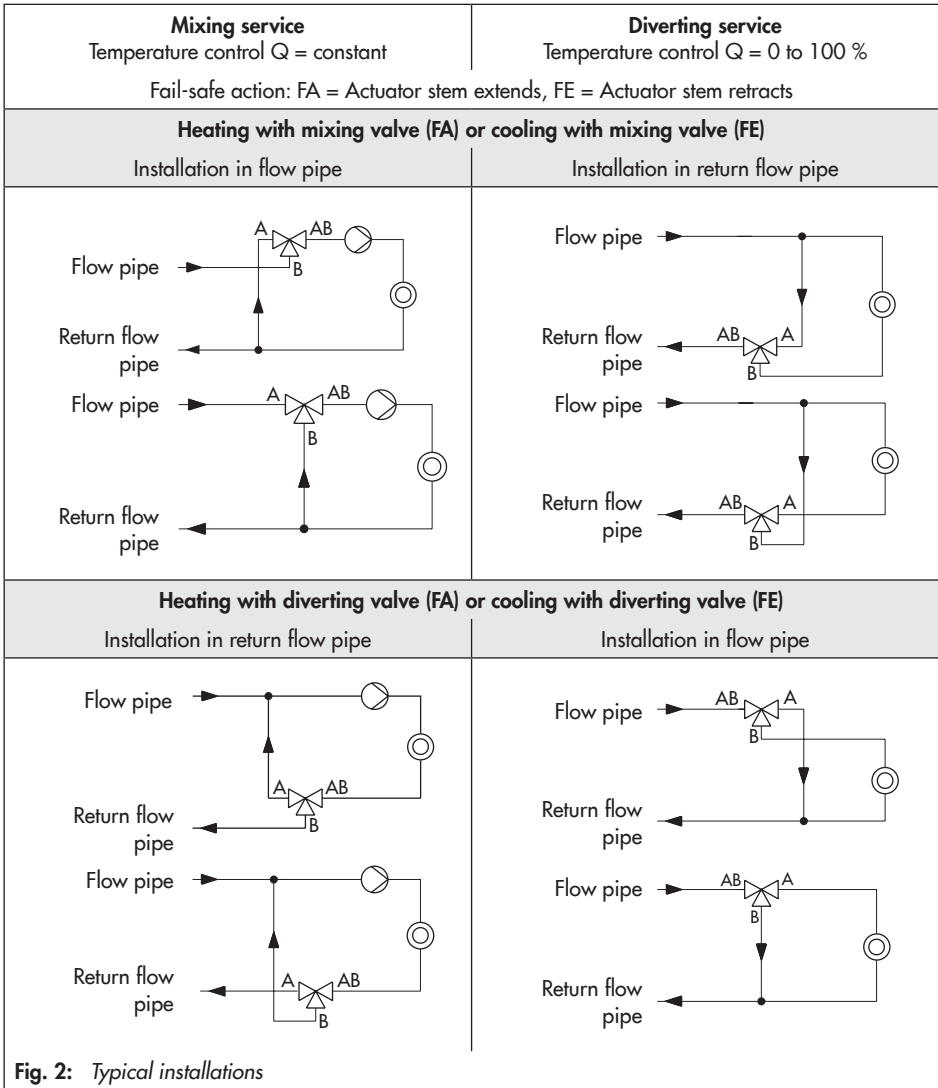 Mixing service
Temperature control Q = constant
Diverting service
Temperature control Q = 0 to 100 %
Fail-safe action: FA = Actuator stem extends, FE = Actuator stem retracts
Heating with mixing valve (FA) or cooling with mixing valve (FE)
Installation in flow pipe
Installation in return flow pipe
A AB
Flow pipe
B
Return flow
pipe
Flow pipe
A AB
B
Return flow
pipe
Flow pipe
Return flow
pipe
AB A
B
Flow pipe
Return flow
pipe
AB A
B
Heating with diverting valve (FA) or cooling with diverting valve (FE)
Installation in return flow pipe
Installation in flow pipe
Flow pipe
A AB
Return flow
pipe
B
Flow pipe
Return flow
pipe
A AB
B
Flow pipe
AB A
B
Return flow
pipe
Flow pipe
AB A
B
Return flow
pipe
Fig. 2: Typical installations